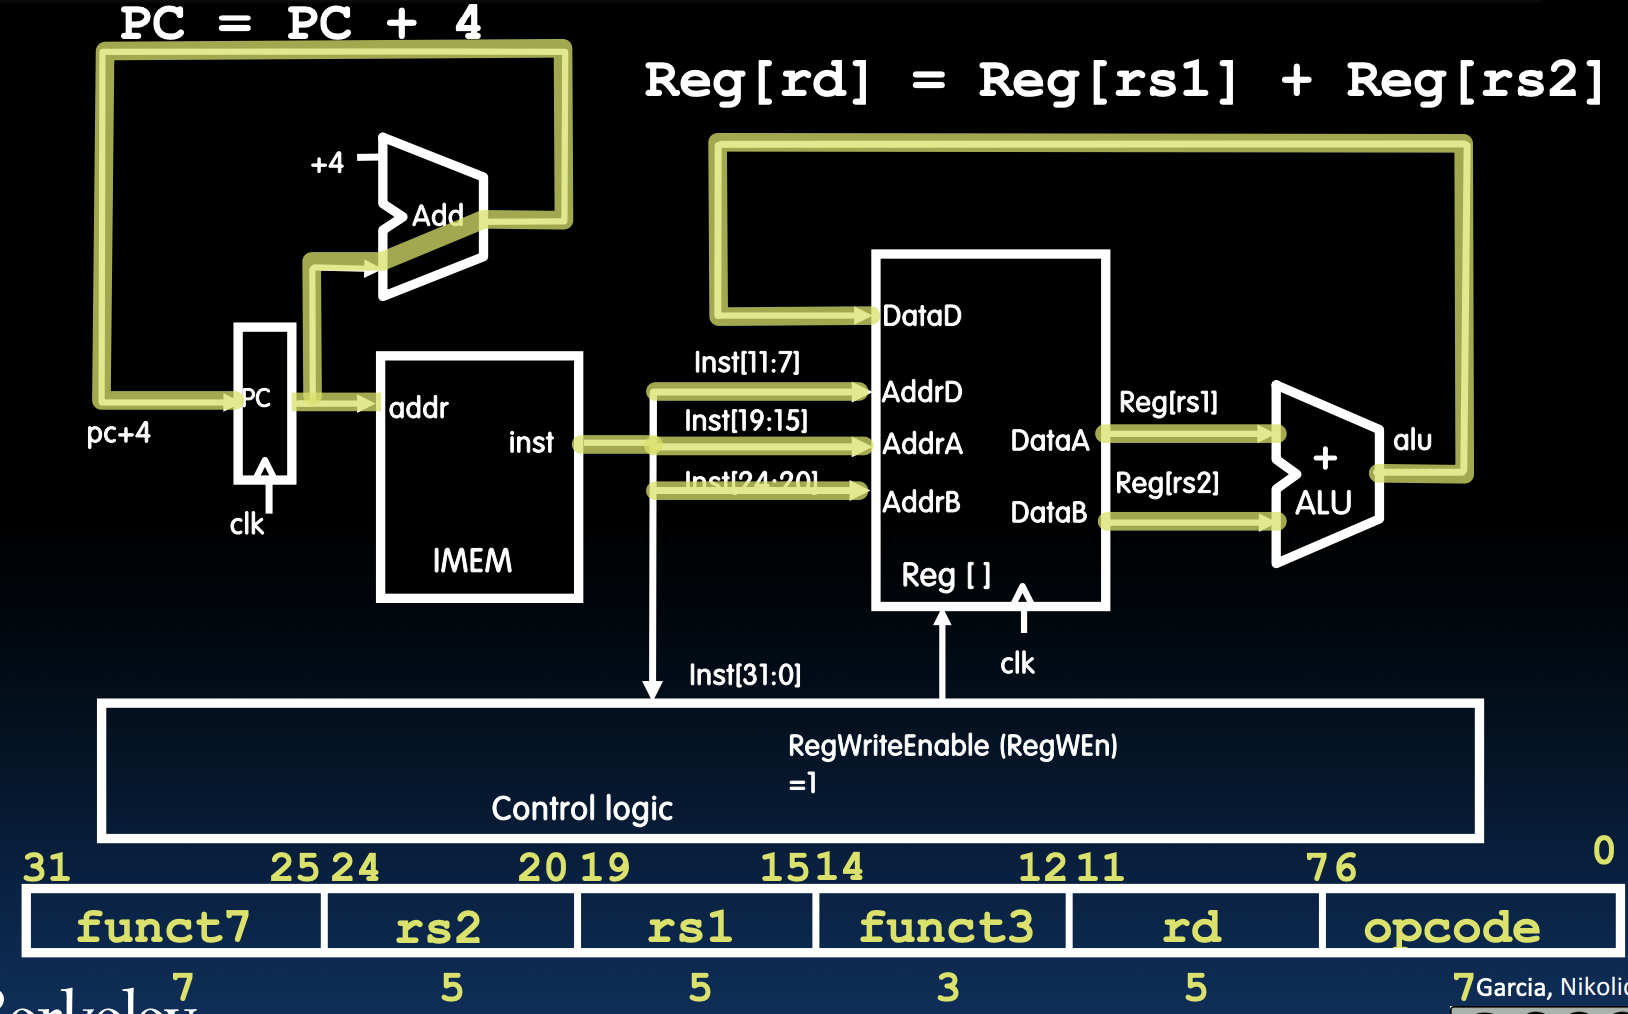 PC = PC + 4
Reg[rd] = Reg[rs1] + Reg[rs2]
+4
Add
DataD
Inst[11:7]
PC
addr
AddrD
Reg[rs1]
Inst[19:15]
pc+4
inst
AddrA
DataA
+
alu
Inst[24:20]
Reg[rs2]
AddrB
DataB
ALU
clk
IMEM
Reg [ ]
clk
Inst[31:0]
RegWriteEnable (RegWEn)
=1
Control logic
31 25 24 20 19 15 14 12 11 7 6 0
funct7 rs2 rs1 funct3 rd opcode
7 5 5 3 5 7
Garcia, Nikolić
Berkeley